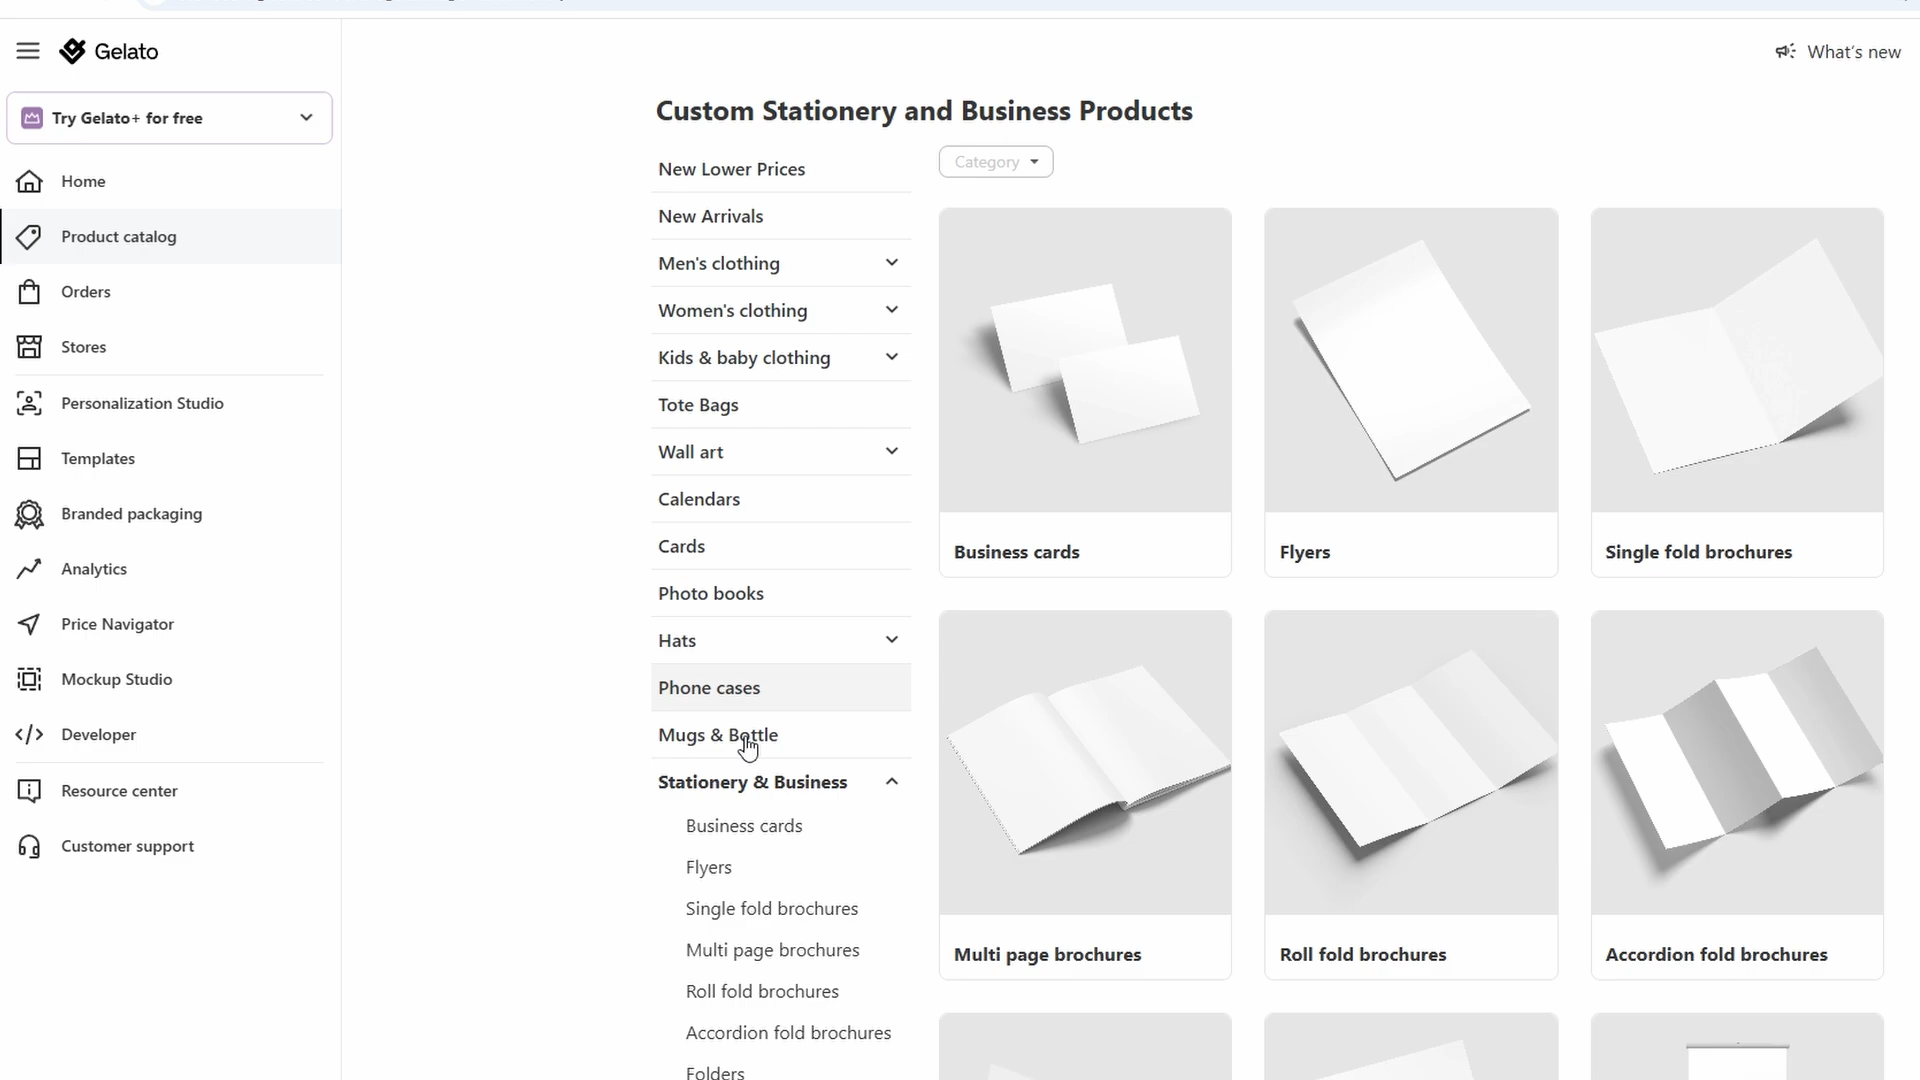 Gelato
What's new
Try Gelato+ for free
Home
Product catalog
Orders
Stores
Personalization Studio
Templates
Branded packaging
Analytics
Price Navigator
Mockup Studio
Developer
Resource center
Customer support
Custom Stationery and Business Products
New Lower Prices
New Arrivals
Men's clothing
Women's clothing
Kids & baby clothing
Tote Bags
Wall art
Calendars
Cards
Photo books
Hats
Phone cases
Mugs & Bottle
Stationery & Business
Business cards
Flyers
Single fold brochures
Multi page brochures
Roll fold brochures
Accordion fold brochures
Folders
Category
Business cards
Flyers
Single fold brochures
Multi page brochures
Roll fold brochures
Accordion fold brochures